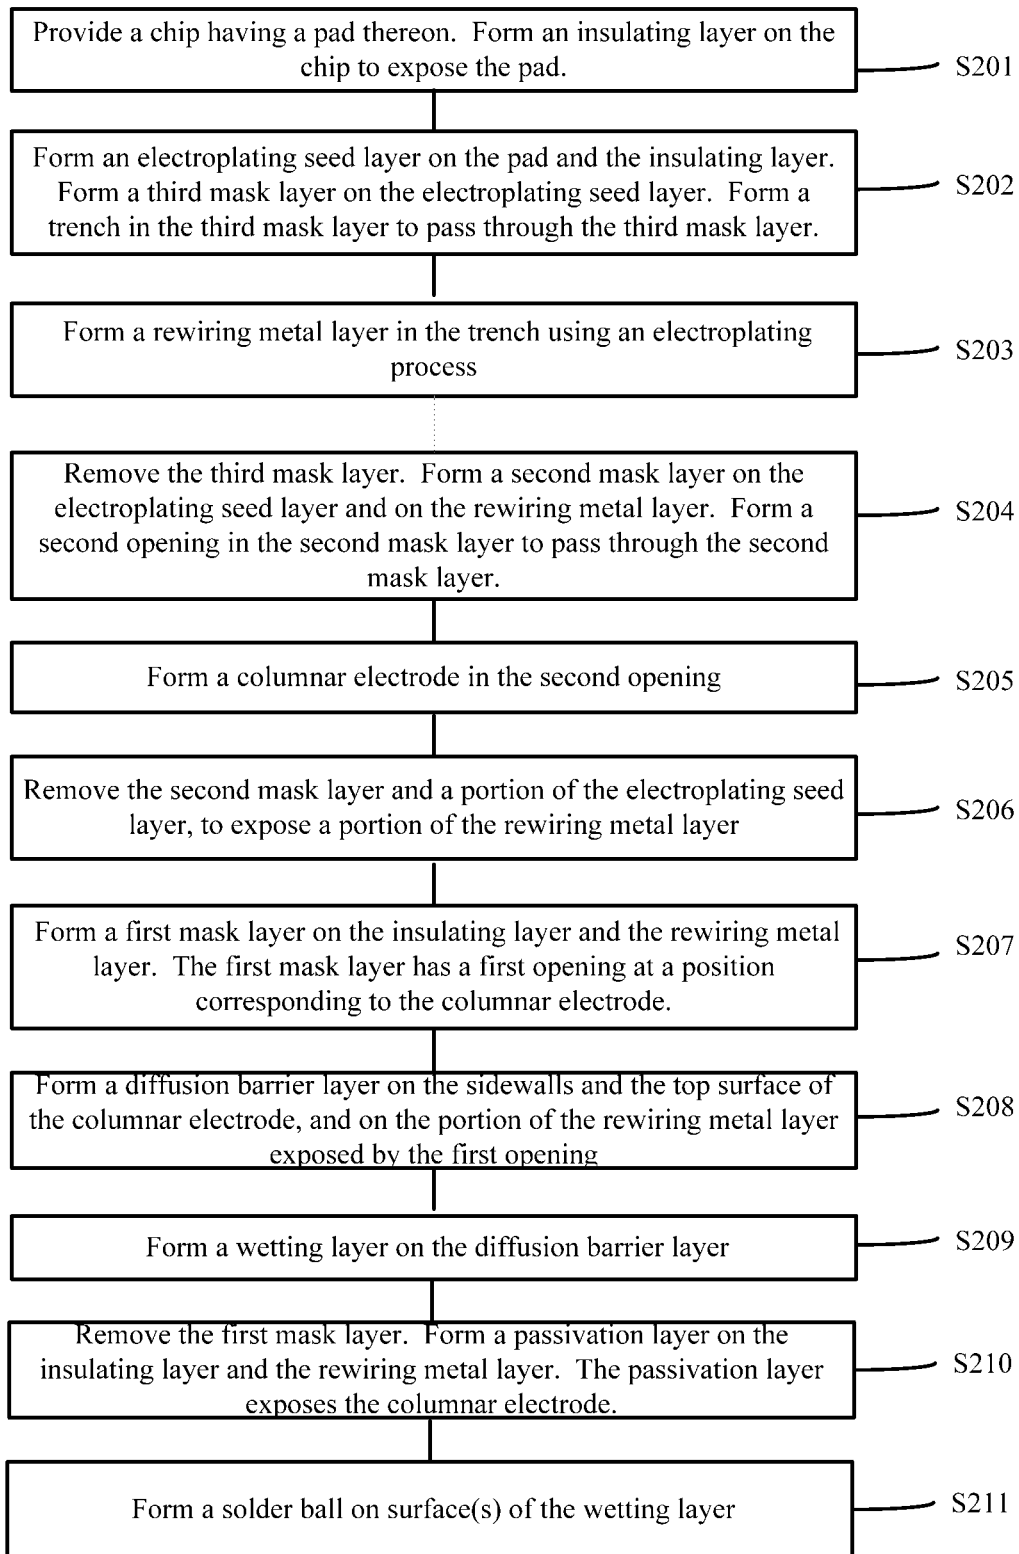 Provide a chip having a pad thereon. Form an insulating layer on the
chip to expose the pad.
S201
Form an electroplating seed layer on the pad and the insulating layer.
Form a third mask layer on the electroplating seed layer. Form a
trench in the third mask layer to pass through the third mask layer.
S202
Form a rewiring metal layer in the trench using an electroplating
process
S203
Remove the third mask layer. Form a second mask layer on the
electroplating seed layer and on the rewiring metal layer. Form a
second opening in the second mask layer to pass through the second
mask layer.
S204
Form a columnar electrode in the second opening
S205
Remove the second mask layer and a portion of the electroplating seed
layer, to expose a portion of the rewiring metal layer
S206
Form a first mask layer on the insulating layer and the rewiring metal
layer. The first mask layer has a first opening at a position
corresponding to the columnar electrode.
S207
Form a diffusion barrier layer on the sidewalls and the top surface of
the columnar electrode, and on the portion of the rewiring metal layer
exposed by the first opening
S208
Form a wetting layer on the diffusion barrier layer
S209
Remove the first mask layer. Form a passivation layer on the
insulating layer and the rewiring metal layer. The passivation layer
exposes the columnar electrode.
S210
Form a solder ball on surface(s) of the wetting layer
S211